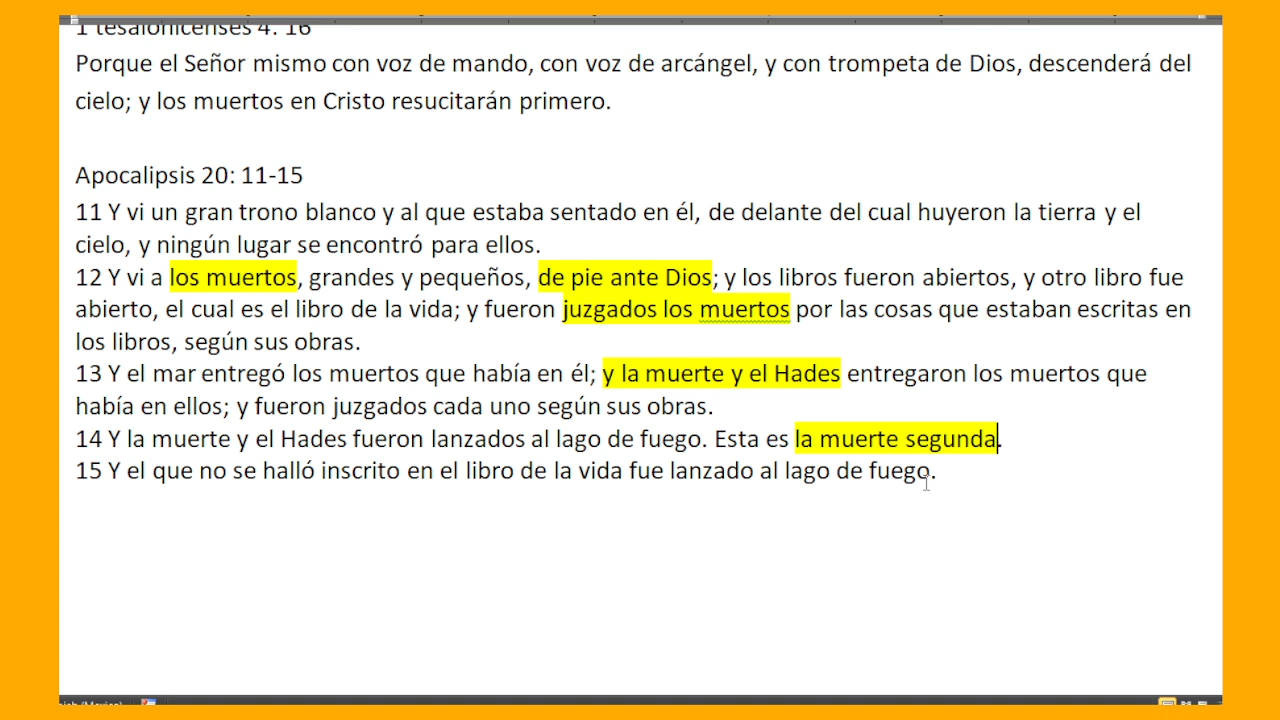 1 tesalonicenses 4: 16
Porque el Señor mismo con voz de mando, con voz de arcángel, y con trompeta de Dios, descenderá del
cielo; y los muertos en Cristo resucitarán primero.
Apocalipsis 20: 11-15
11 Y vi un gran trono blanco y al que estaba sentado en él, de delante del cual huyeron la tierra y el
cielo, y ningún lugar se encontró para ellos.
12 Y vi a los muertos, grandes y pequeños, de pie ante Dios; y los libros fueron abiertos, y otro libro fue
abierto, el cual es el libro de la vida; y fueron juzgados los muertos por las cosas que estaban escritas en
los libros, según sus obras.
13 Y el mar entregó los muertos que había en él; y la muerte y el Hades entregaron los muertos que
había en ellos; y fueron juzgados cada uno según sus obras.
14 Y la muerte y el Hades fueron lanzados al lago de fuego. Esta es la muerte segunda.
15 Y el que no se halló inscrito en el libro de la vida fue lanzado al lago de fuego.